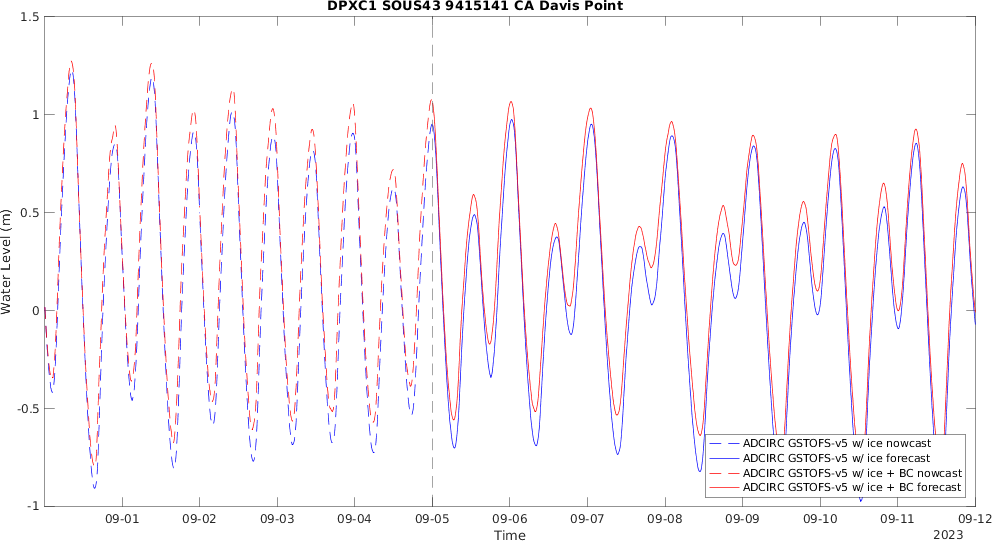 DPXC1 SOUS43 9415141 CA Davis Point
1.5
1
0.5
0
-0.5
-1
Water Level (m)
ADCIRC GSTOFS-v5 w/ ice nowcast
ADCIRC GSTOFS-v5 w/ ice forecast
ADCIRC GSTOFS-v5 w/ ice + BC nowcast
ADCIRC GSTOFS-v5 w/ ice + BC forecast
09-01 09-02 09-03 09-04 09-05 09-06 09-07 09-08 09-09 09-10 09-11 09-12
Time
2023